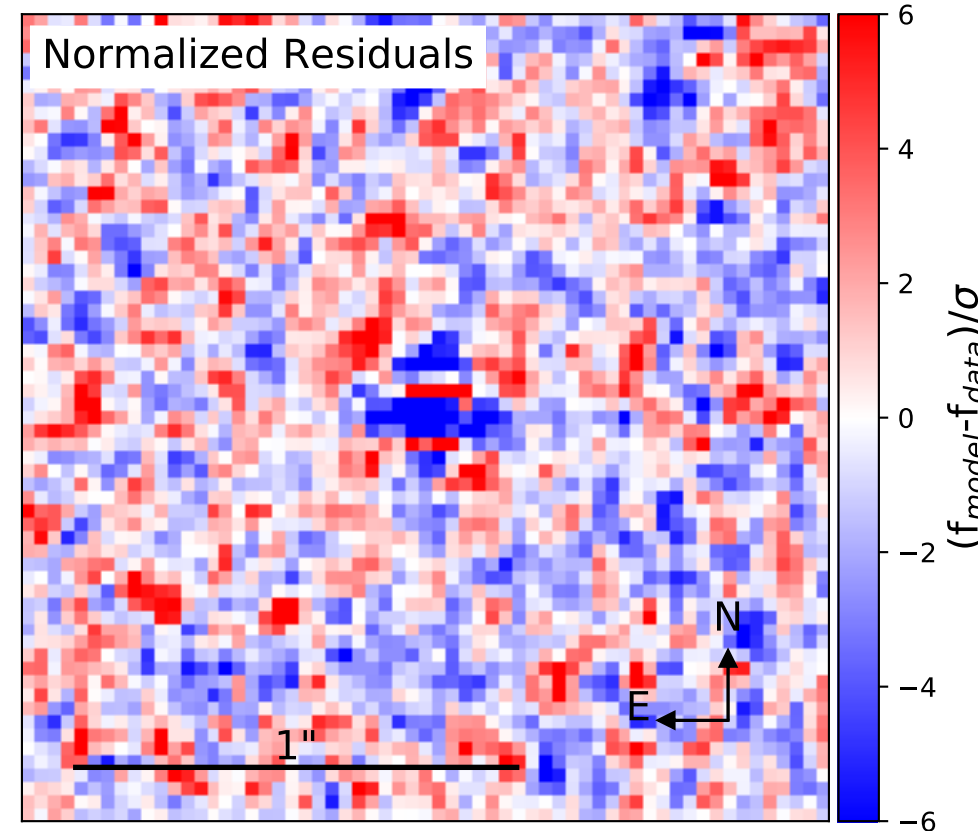 Normalized Residuals
6
4
2
0
−2
−4
−6
(f_model-f_data)/σ
N
E
1"